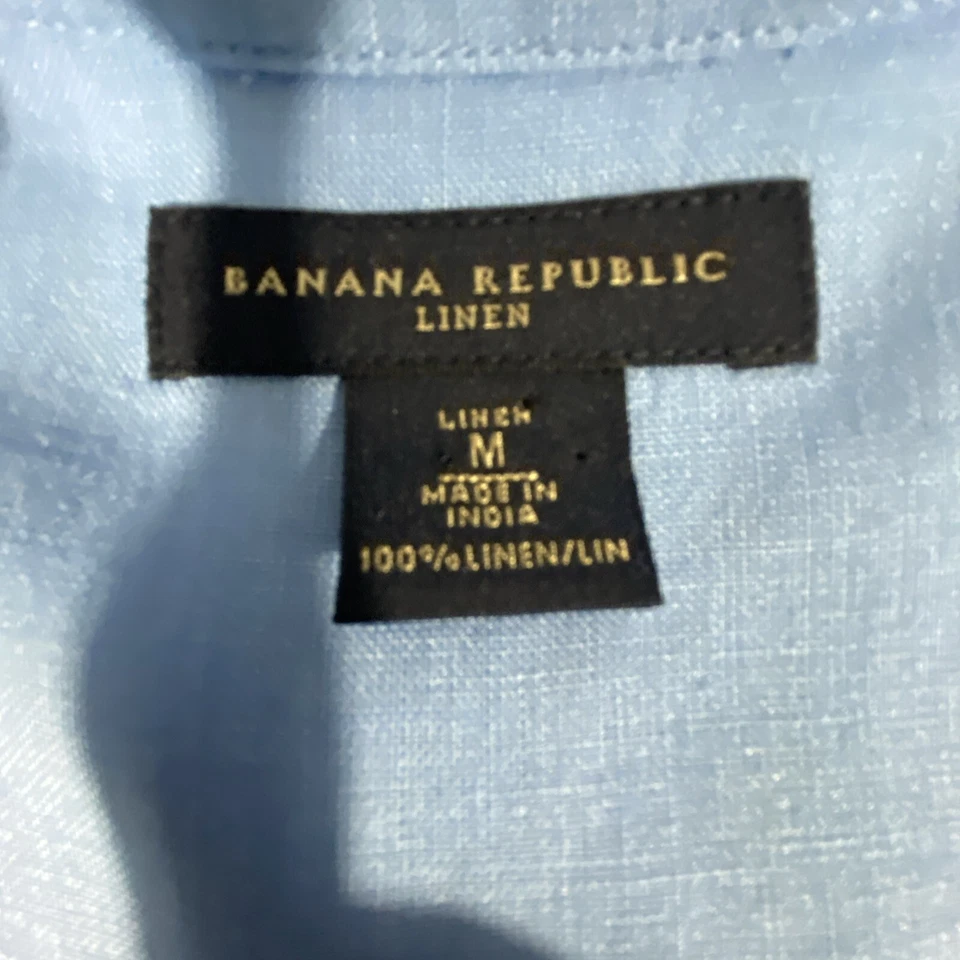 BANANA REPUBLIC
LINEN
LINEN
M
MADE IN
INDIA
100%LINEN/LIN